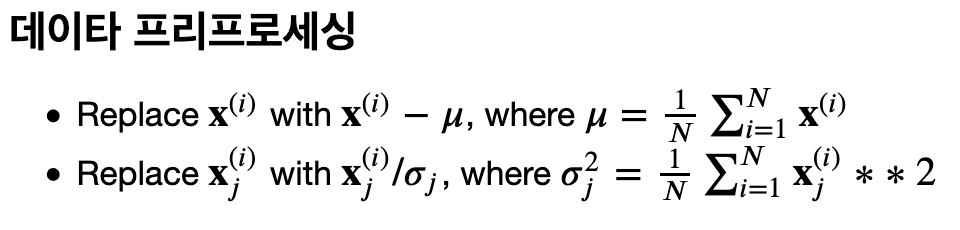 데이타 프리프로세싱
• Replace $\mathbf{x}^{(i)}$ with $\mathbf{x}^{(i)} - \mu$, where $\mu = \frac{1}{N} \sum_{i=1}^{N} \mathbf{x}^{(i)}$
• Replace $\mathbf{x}_j^{(i)}$ with $\mathbf{x}_j^{(i)}/\sigma_j$, where $\sigma_j^2 = \frac{1}{N} \sum_{i=1}^{N} \mathbf{x}_j^{(i)} * * 2$